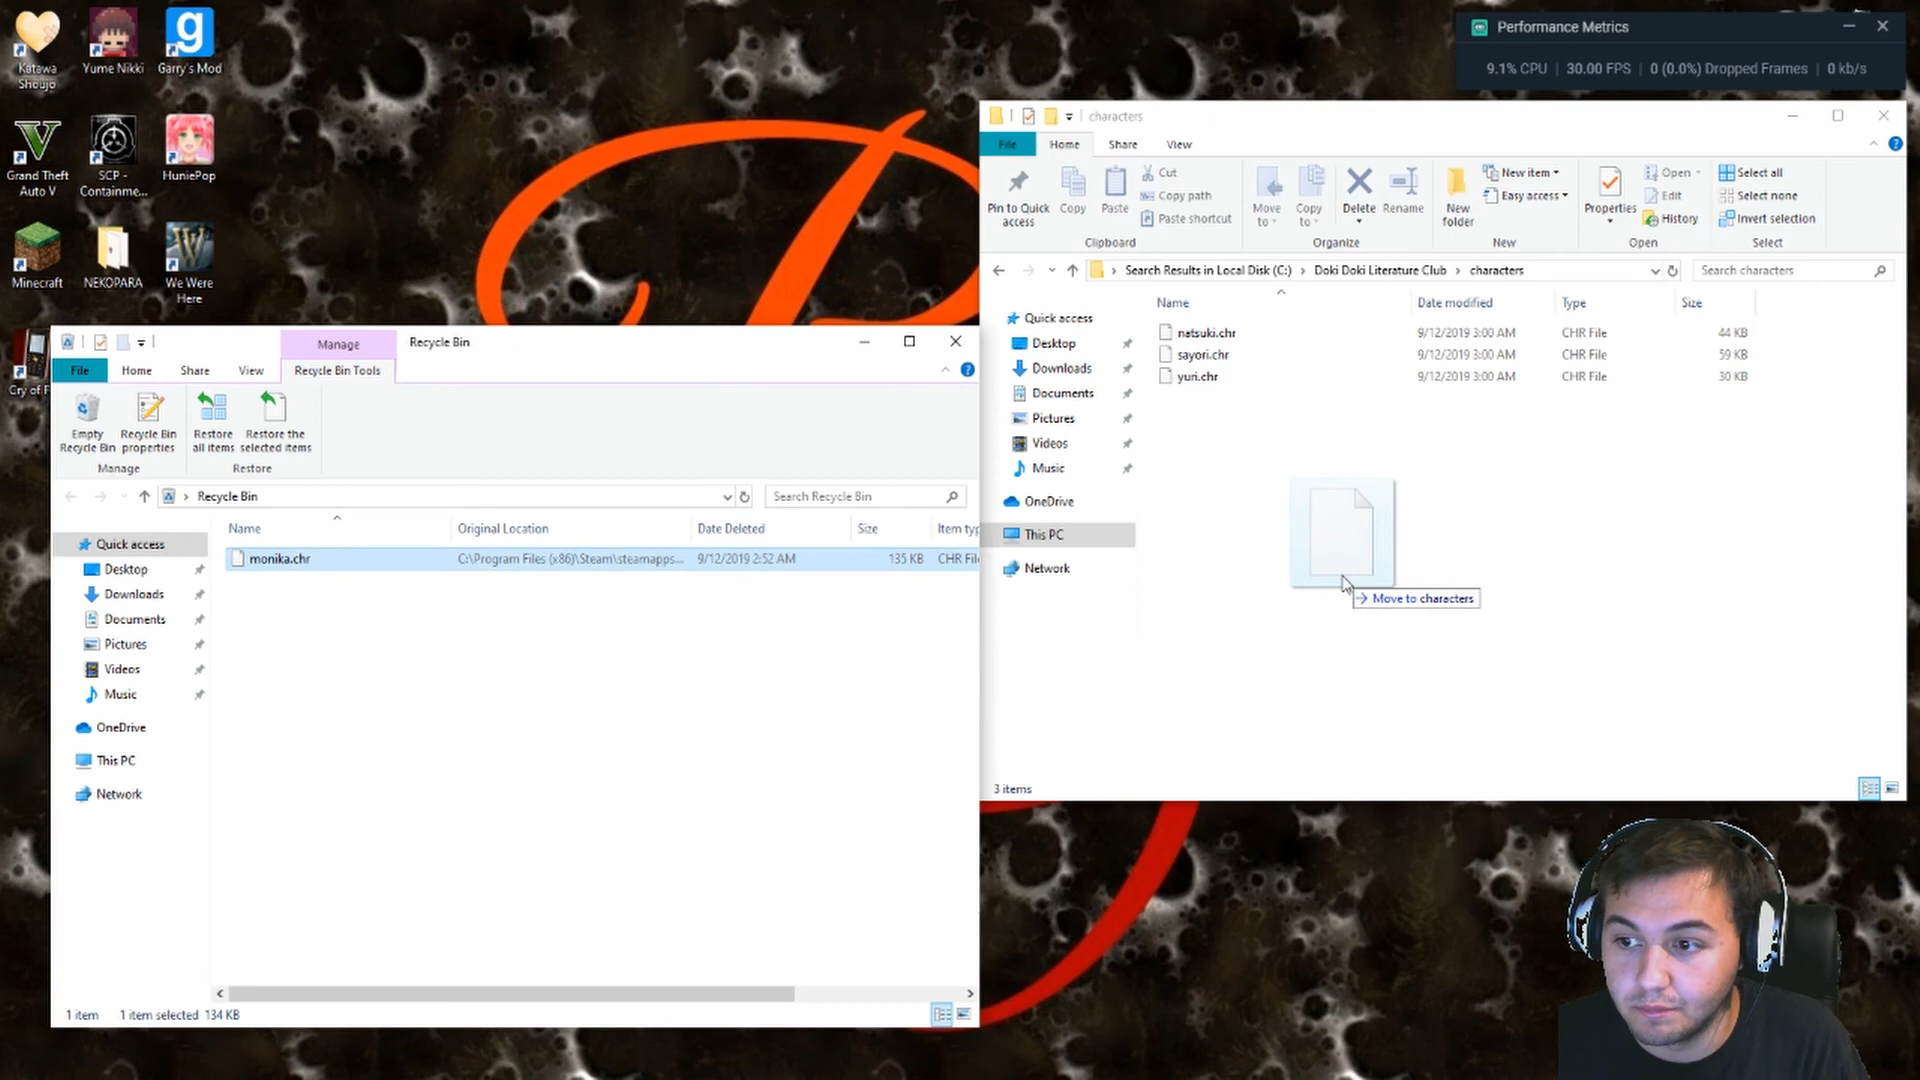 Katawa Shoujo
Yume Nikki
Garry's Mod
Grand Theft Auto V
SCP - Containme...
HuniePop
Minecraft
NEKOPARA
We Were Here
Cry of F
Performance Metrics
9.1% CPU | 30.00 FPS | 0 (0.0%) Dropped Frames | 0 kb/s
characters
File Home Share View
Pin to Quick access
Copy
Paste
Cut
Copy path
Paste shortcut
Move to
Copy to
Delete
Rename
New folder
New item
Easy access
Properties
Open
Edit
History
Select all
Select none
Invert selection
Clipboard Organize New Open Select
Search Results in Local Disk (C:) › Doki Doki Literature Club › characters
Search characters
Name Date modified Type Size
natsuki.chr 9/12/2019 3:00 AM CHR File 44 KB
sayori.chr 9/12/2019 3:00 AM CHR File 59 KB
yuri.chr 9/12/2019 3:00 AM CHR File 30 KB
Quick access
Desktop
Downloads
Documents
Pictures
Videos
Music
OneDrive
This PC
Network
Move to characters
3 items
Manage
Recycle Bin
File Home Share View Recycle Bin Tools
Empty Recycle Bin
Recycle Bin properties
Restore all items
Restore the selected items
Manage Restore
Recycle Bin
Search Recycle Bin
Name Original Location Date Deleted Size Item typ
monika.chr C:\Program Files (x86)\Steam\steamapps... 9/12/2019 2:52 AM 135 KB CHR File
Quick access
Desktop
Downloads
Documents
Pictures
Videos
Music
OneDrive
This PC
Network
1 item 1 item selected 134 KB